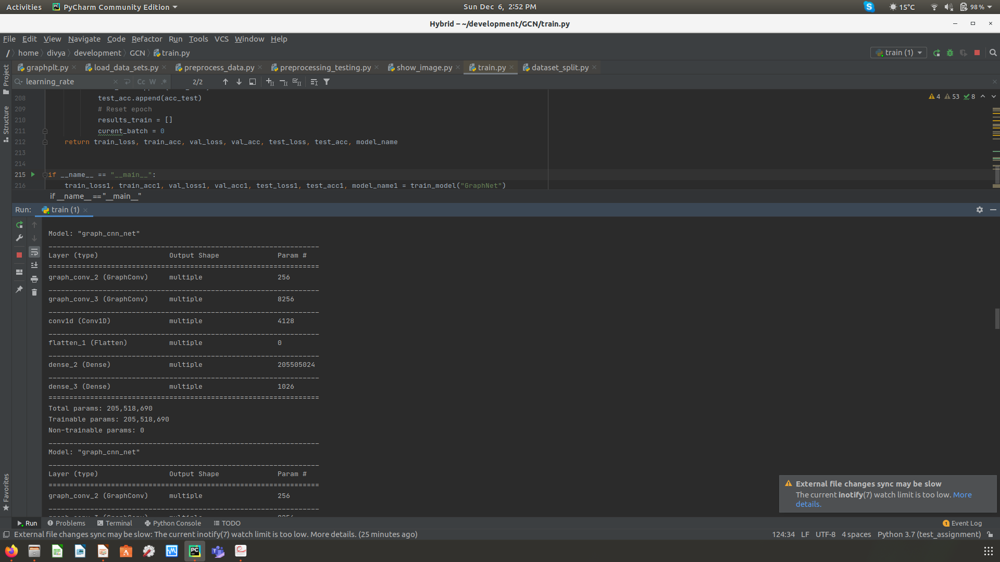 Activities PyCharm Community Edition Sun Dec 6, 2:52 PM 15°C 98%
Hybrid – ~/development/GCN/train.py
File Edit View Navigate Code Refactor Run Tools VCS Window Help
/ home divya development GCN train.py train (1)
graphplt.py load_data_sets.py preprocess_data.py preprocessing_testing.py show_image.py train.py dataset_split.py
learning_rate Cc W .* 2/2
4 53 8
208 test_acc.append(acc_test)
209 # Reset epoch
210 results_train = []
211 curent_batch = 0
212 return train_loss, train_acc, val_loss, val_acc, test_loss, test_acc, model_name
213
214
215 if __name__ == "__main__":
216 train_loss1, train_acc1, val_loss1, val_acc1, test_loss1, test_acc1, model_name1 = train_model("GraphNet")
if __name__ == "__main__"
Project
Structure
Favorites
Run: train (1)
Model: "graph_cnn_net"
_________________________________________________________________
Layer (type) Output Shape Param #
=================================================================
graph_conv_2 (GraphConv) multiple 256
_________________________________________________________________
graph_conv_3 (GraphConv) multiple 8256
_________________________________________________________________
conv1d (Conv1D) multiple 4128
_________________________________________________________________
flatten_1 (Flatten) multiple 0
_________________________________________________________________
dense_2 (Dense) multiple 205505024
_________________________________________________________________
dense_3 (Dense) multiple 1026
=================================================================
Total params: 205,518,690
Trainable params: 205,518,690
Non-trainable params: 0
_________________________________________________________________
Model: "graph_cnn_net"
_________________________________________________________________
Layer (type) Output Shape Param #
=================================================================
graph_conv_2 (GraphConv) multiple 256
_________________________________________________________________
External file changes sync may be slow
The current inotify(7) watch limit is too low. More
details.
Run Problems Terminal Python Console TODO 1 Event Log
External file changes sync may be slow: The current inotify(7) watch limit is too low. More details. (25 minutes ago) 124:34 LF UTF-8 4 spaces Python 3.7 (test_assignment)